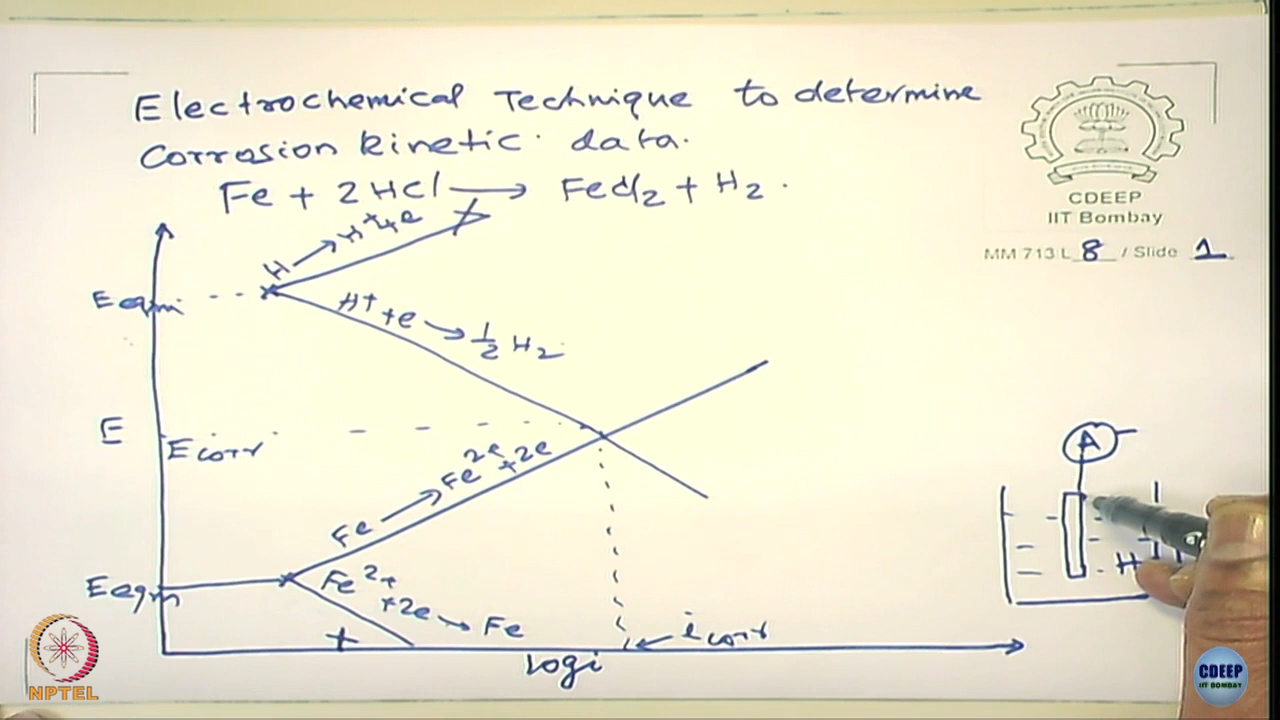 Electrochemical Technique to determine
Corrosion kinetic data.
Fe + 2HCl → FeCl2 + H2.
CDEEP
IIT Bombay
MM 713 L 8 / Slide 1
H → H+ + e
Eeqm
H+ + e → 1/2 H2
E
Ecorr
Fe → Fe2+ + 2e
Eeqm
Fe2+ + 2e → Fe
icorr
log i
A
H
NPTEL
CDEEP
IIT BOMBAY